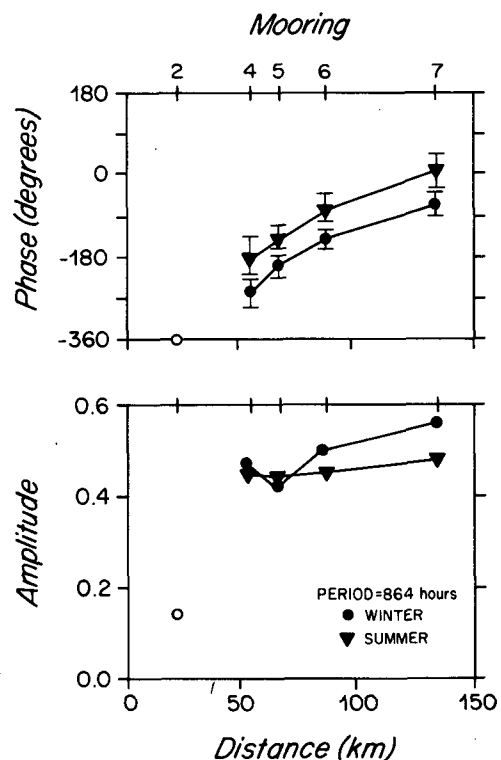 Mooring
2 4 5 6 7
180
0
-180
-360
Phase (degrees)
0.6
0.4
0.2
0.0
Amplitude
PERIOD=864 hours
WINTER
SUMMER
0 50 100 150
Distance (km)